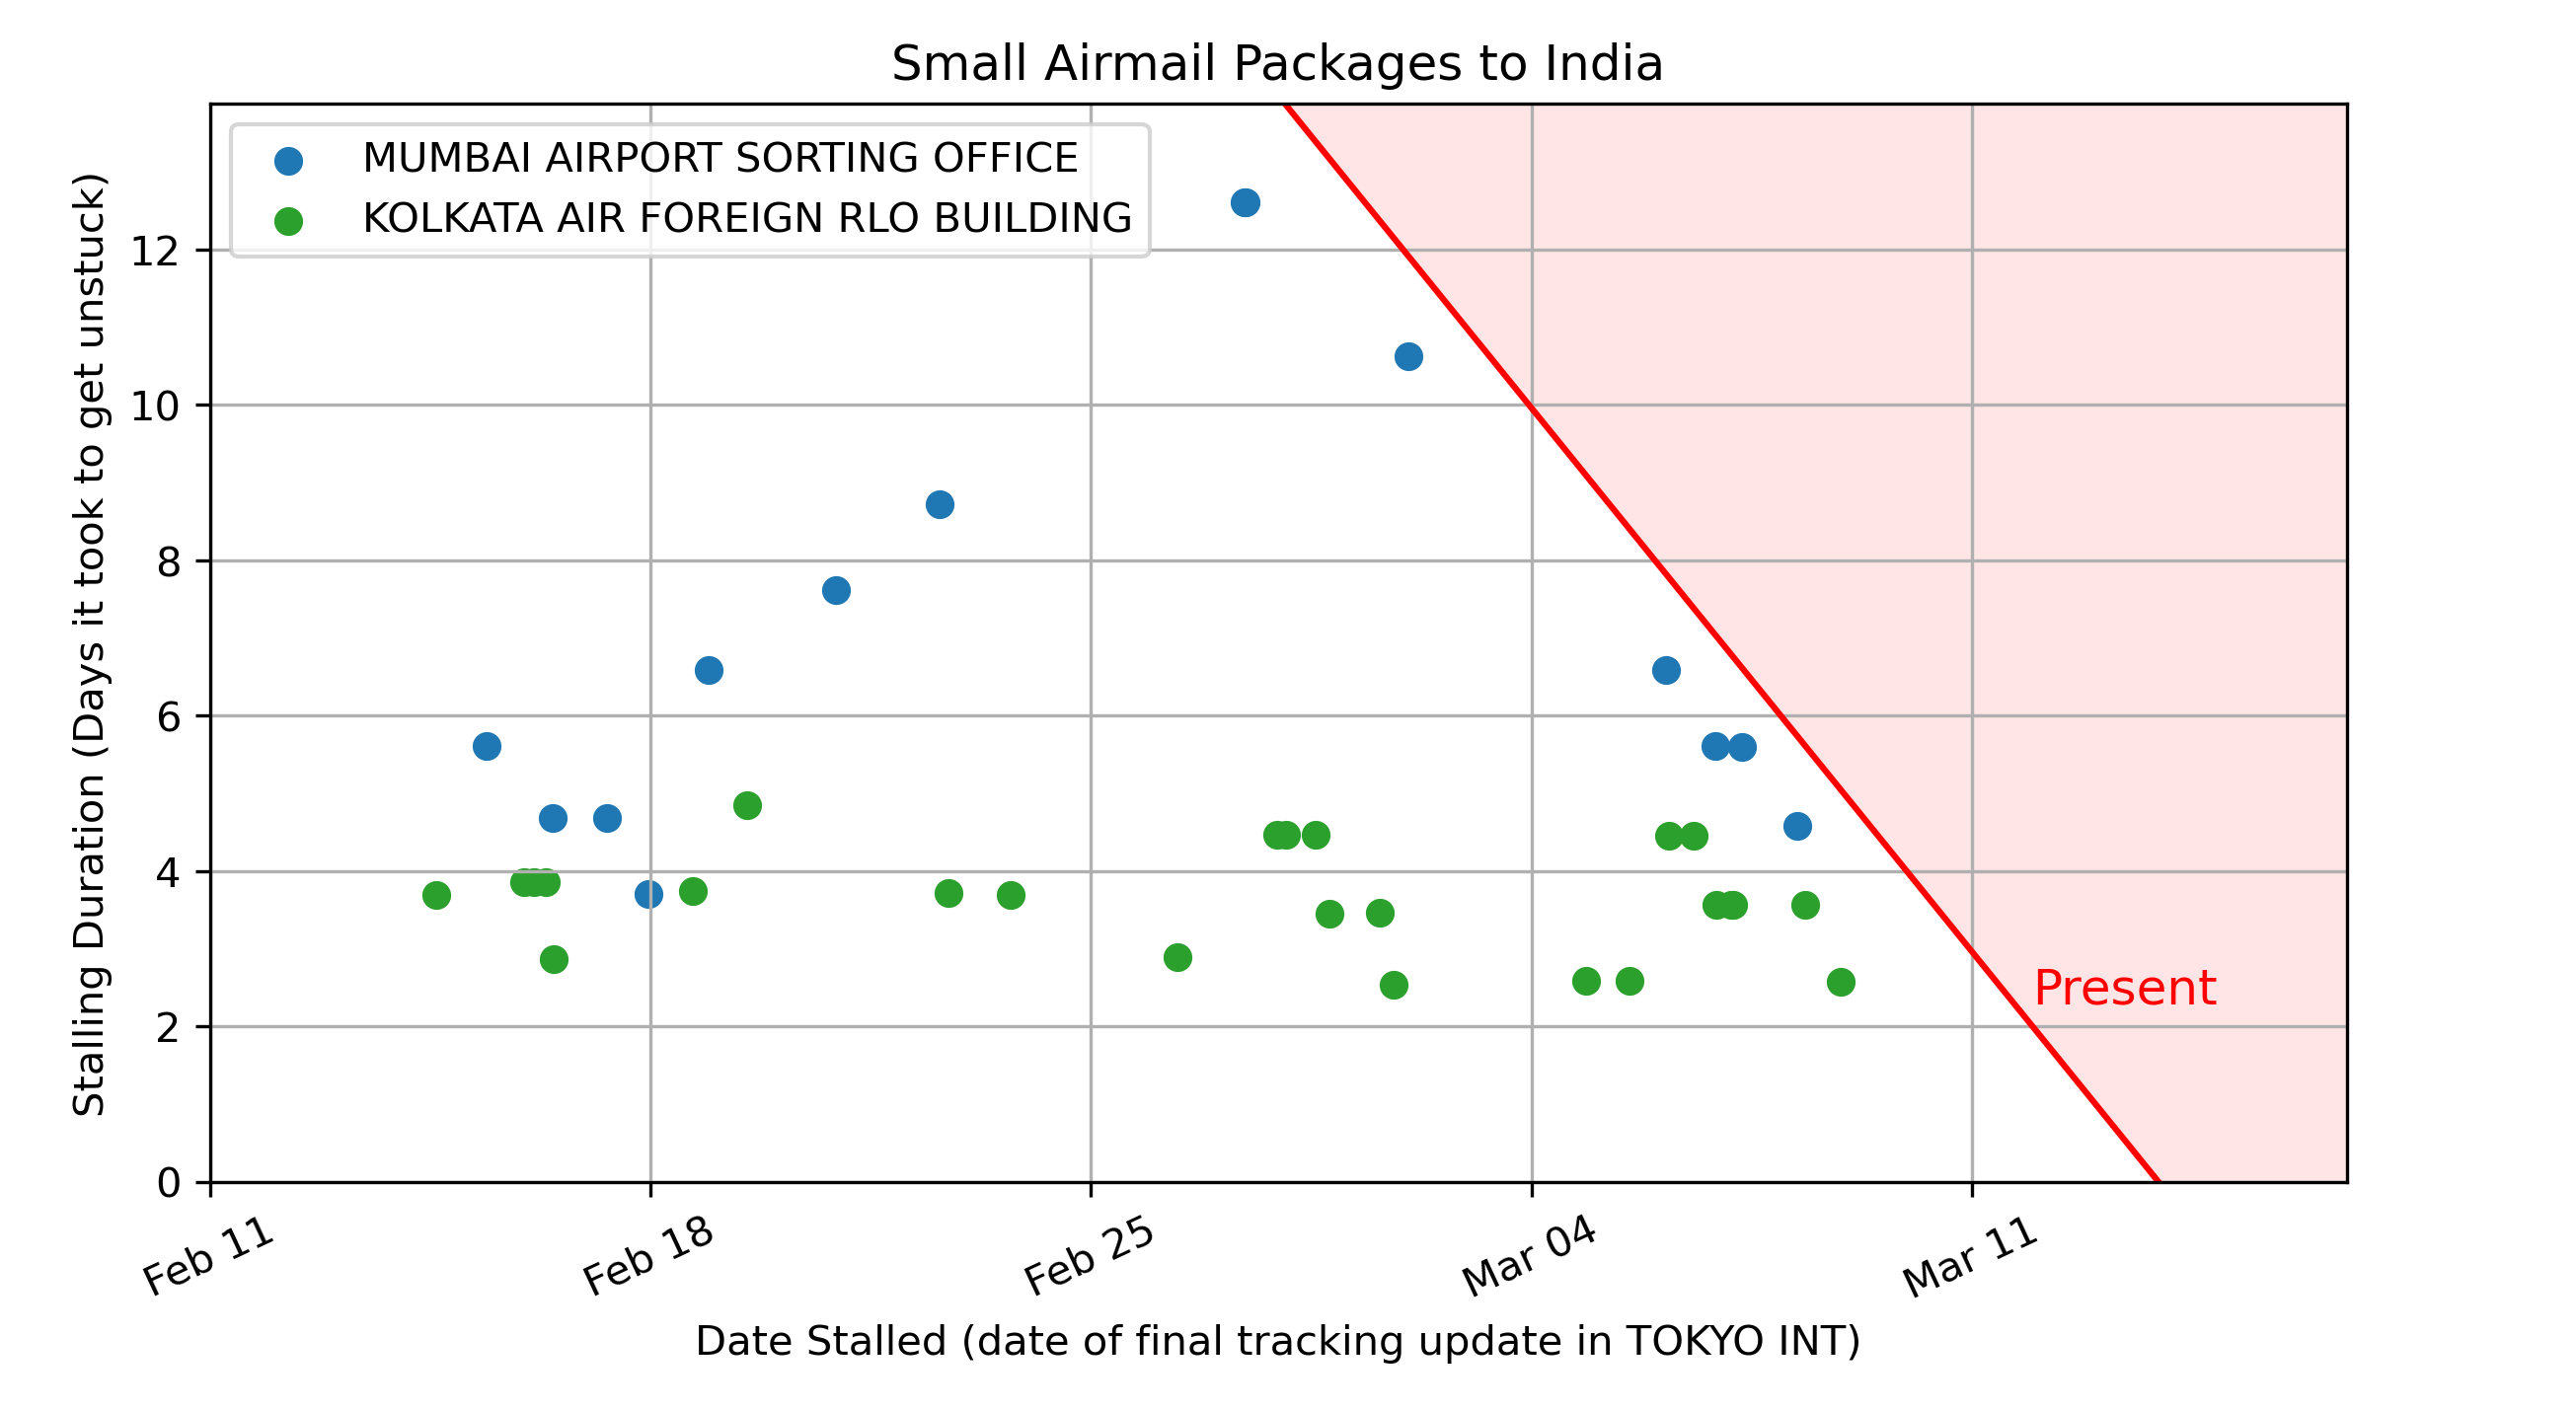 Small Airmail Packages to India
MUMBAI AIRPORT SORTING OFFICE
KOLKATA AIR FOREIGN RLO BUILDING
Stalling Duration (Days it took to get unstuck)
12
10
8
6
4
2
0
Present
Feb 11
Feb 18
Feb 25
Mar 04
Mar 11
Date Stalled (date of final tracking update in TOKYO INT)